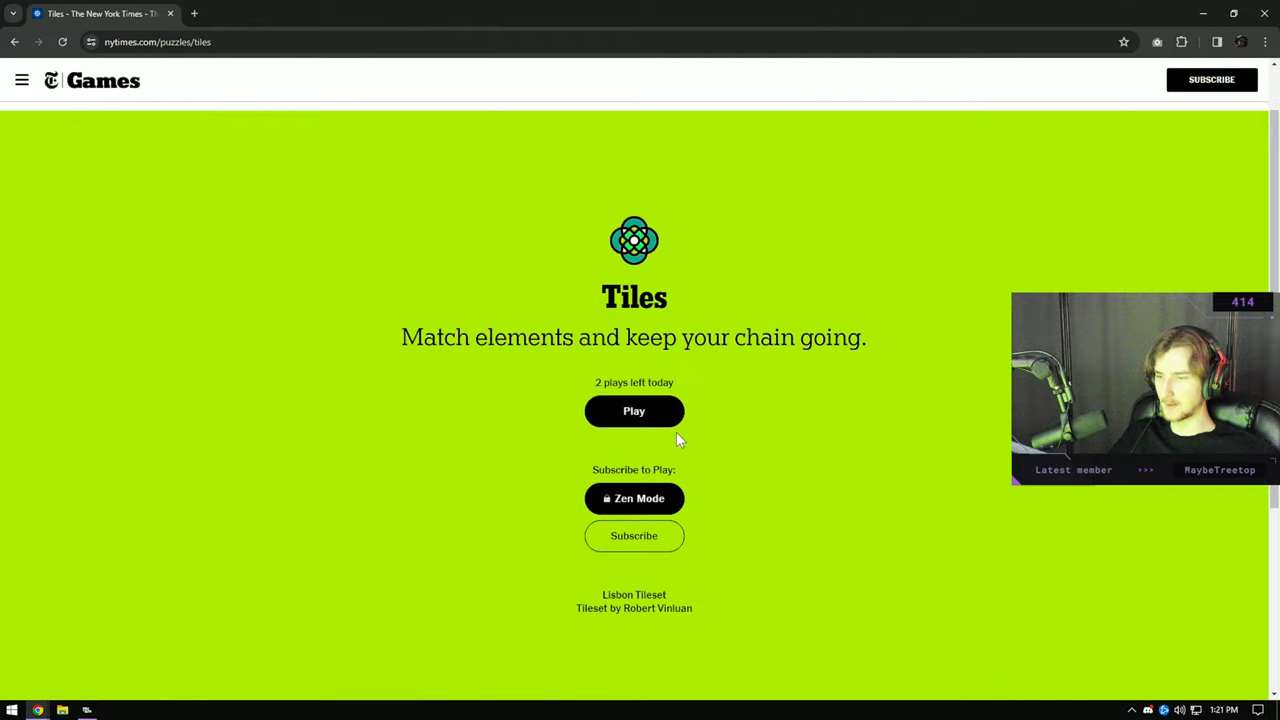 Tiles - The New York Times - Th
nytimes.com/puzzles/tiles
Games
SUBSCRIBE
Tiles
Match elements and keep your chain going.
2 plays left today
Play
Subscribe to Play:
Zen Mode
Subscribe
Lisbon Tileset
Tileset by Robert Vinluan
414
Latest member >>> MaybeTreetop
1:21 PM